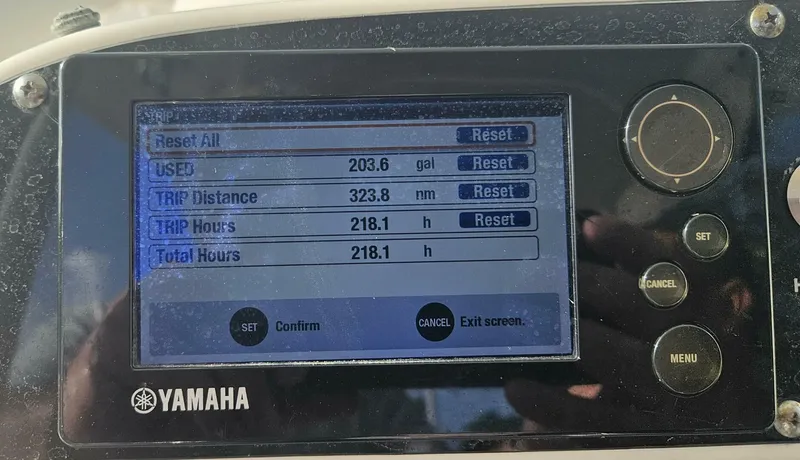 TRIP
Reset All Reset
USED 203.6 gal Reset
TRIP Distance 323.8 nm Reset
TRIP Hours 218.1 h Reset
Total Hours 218.1 h
SET Confirm CANCEL Exit screen.
YAMAHA
SET
CANCEL
MENU
H